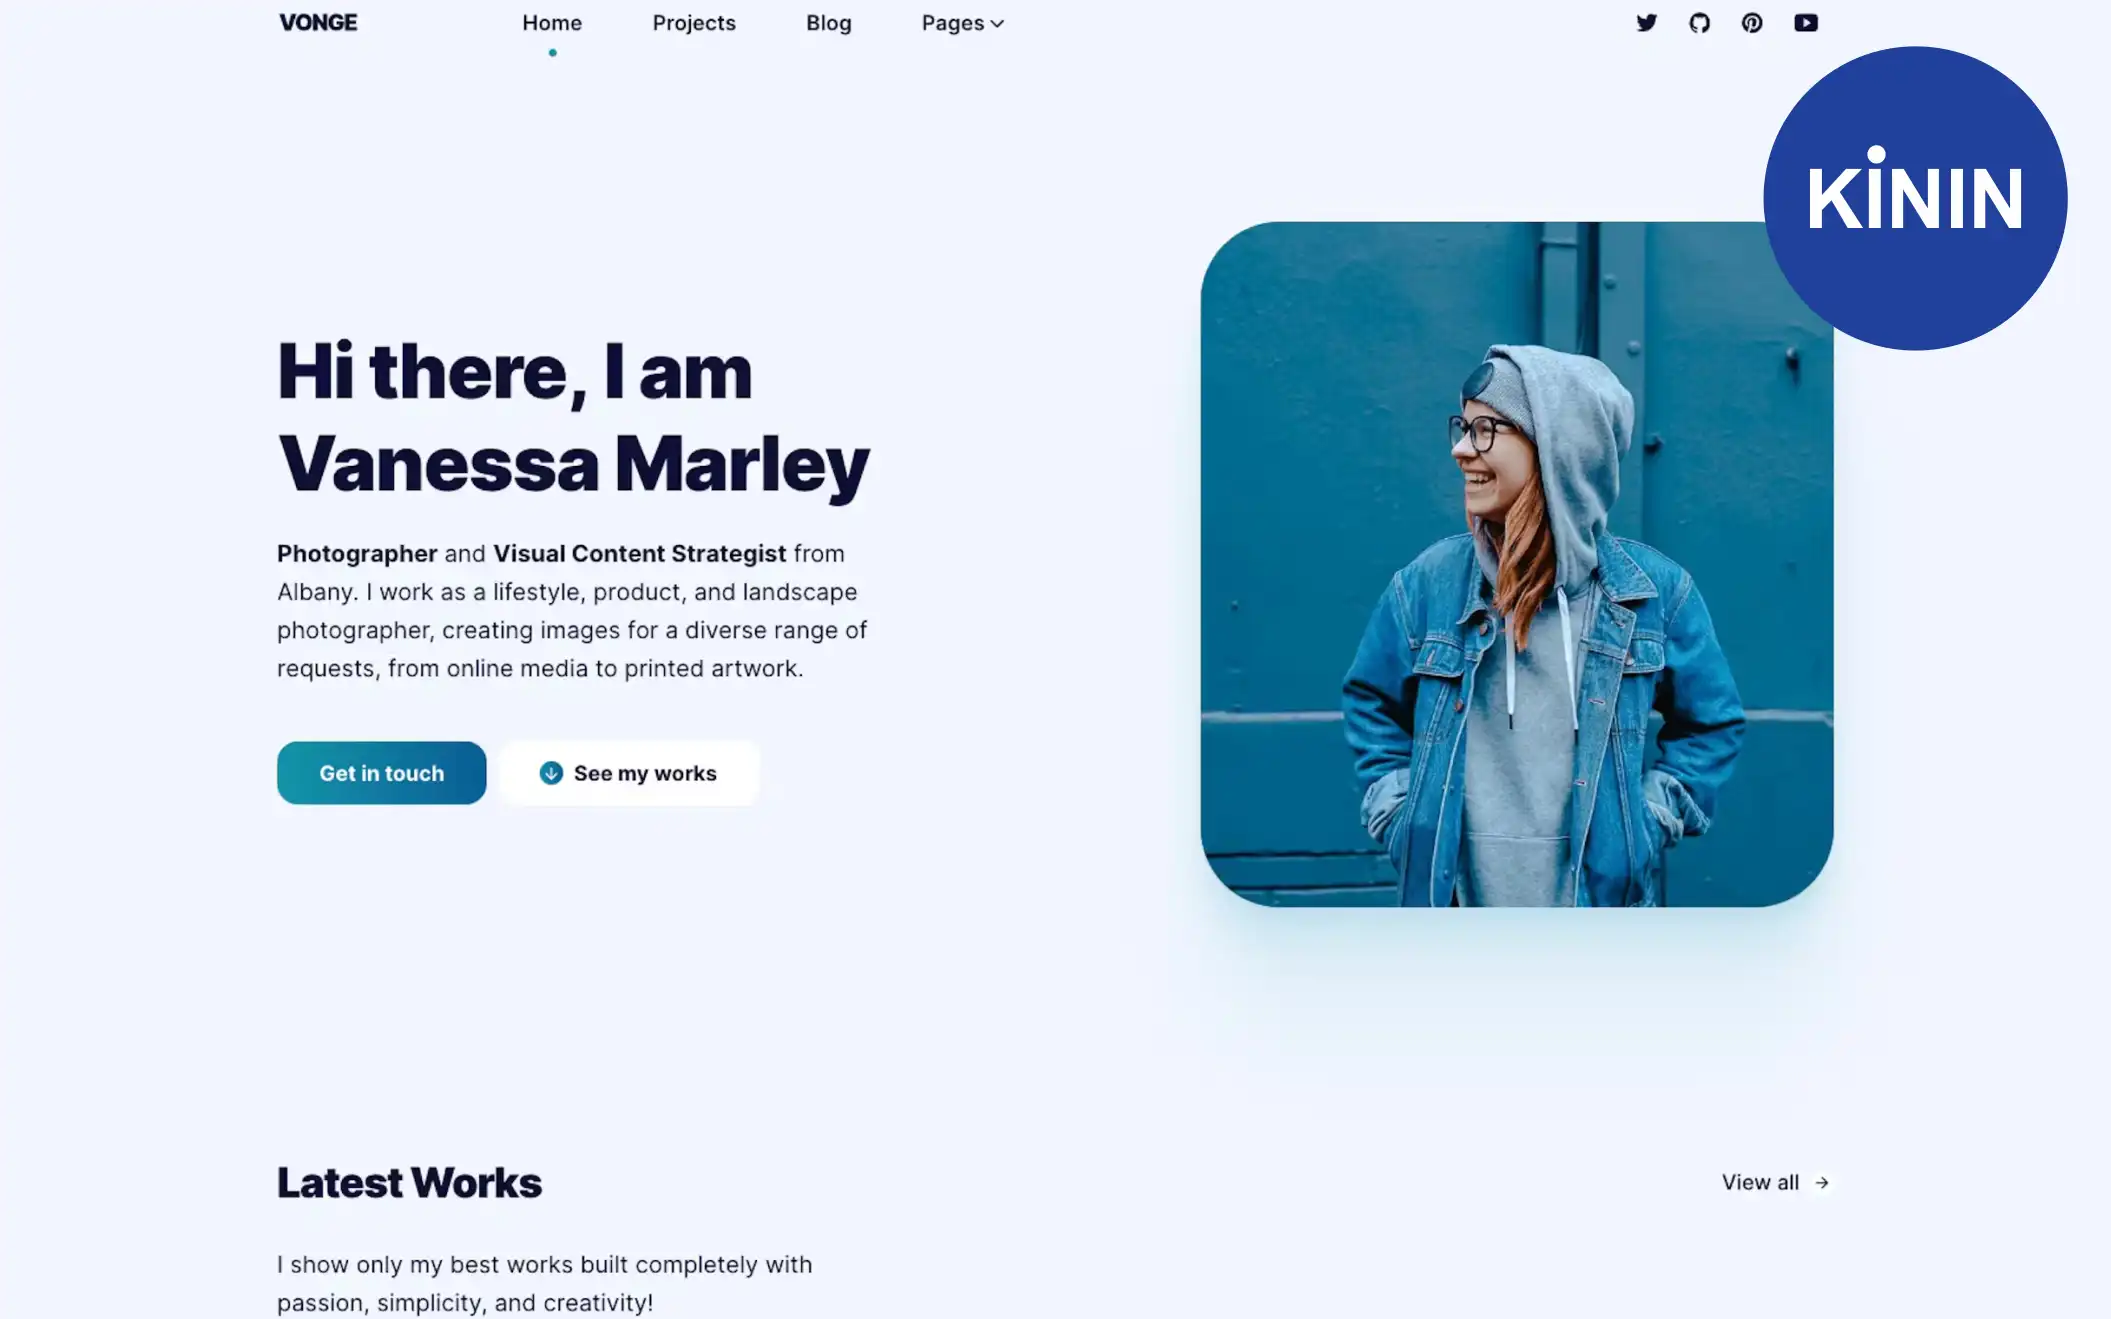 VONGE
Home
Projects
Blog
Pages
KININ
Hi there, I am
Vanessa Marley
Photographer and Visual Content Strategist from
Albany. I work as a lifestyle, product, and landscape
photographer, creating images for a diverse range of
requests, from online media to printed artwork.
Get in touch
See my works
Latest Works
View all
I show only my best works built completely with
passion, simplicity, and creativity!